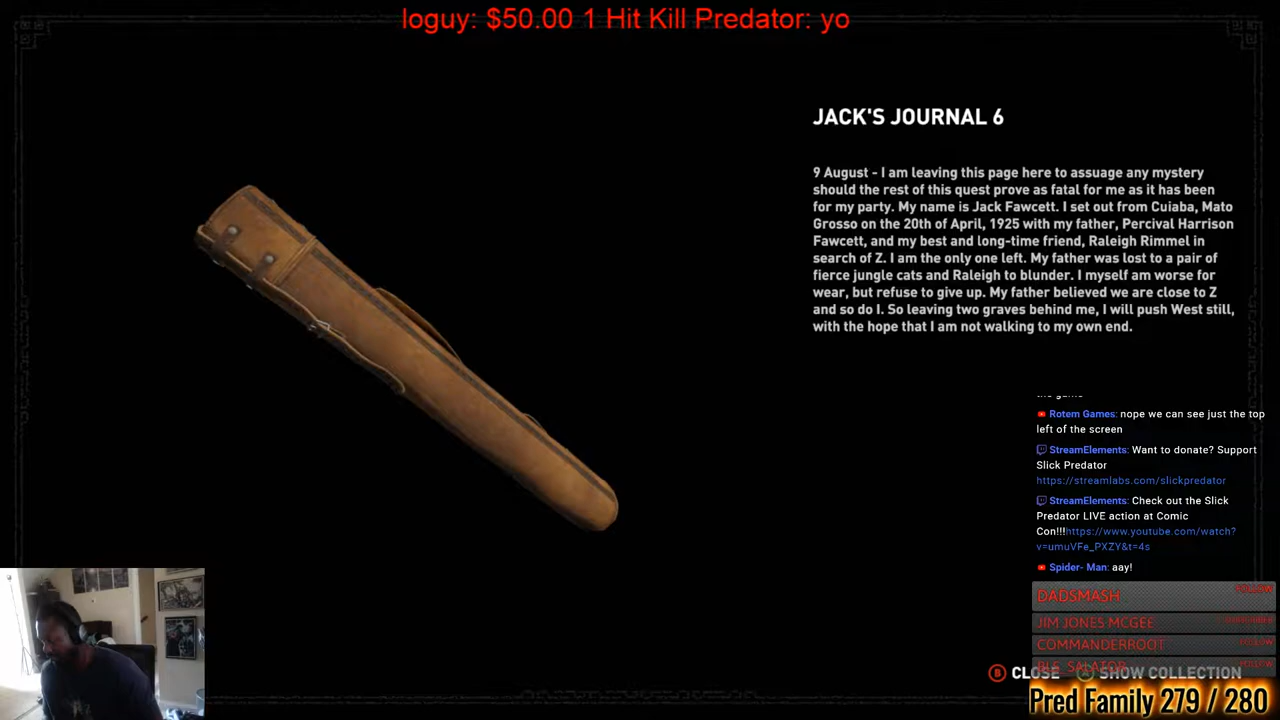 loguy: $50.00 1 Hit Kill Predator: yo
JACK'S JOURNAL 6
9 August - I am leaving this page here to assuage any mystery
should the rest of this quest prove as fatal for me as it has been
for my party. My name is Jack Fawcett. I set out from Cuiaba, Mato
Grosso on the 20th of April, 1925 with my father, Percival Harrison
Fawcett, and my best and long-time friend, Raleigh Rimmel in
search of Z. I am the only one left. My father was lost to a pair of
fierce jungle cats and Raleigh to blunder. I myself am worse for
wear, but refuse to give up. My father believed we are close to Z
and so do I. So leaving two graves behind me, I will push West still,
with the hope that I am not walking to my own end.
Rotem Games: nope we can see just the top
left of the screen
StreamElements: Want to donate? Support
Slick Predator
https://streamlabs.com/slickpredator
StreamElements: Check out the Slick
Predator LIVE action at Comic
Con!!!https://www.youtube.com/watch?
v=umuVFe_PXZY&t=4s
Spider- Man: aay!
DADSMASH FOLLOW
JIM JONES MCGEE
COMMANDERROOT FOLLOW
FOLLOW
B CLOSE SHOW COLLECTION
Pred Family 279 / 280